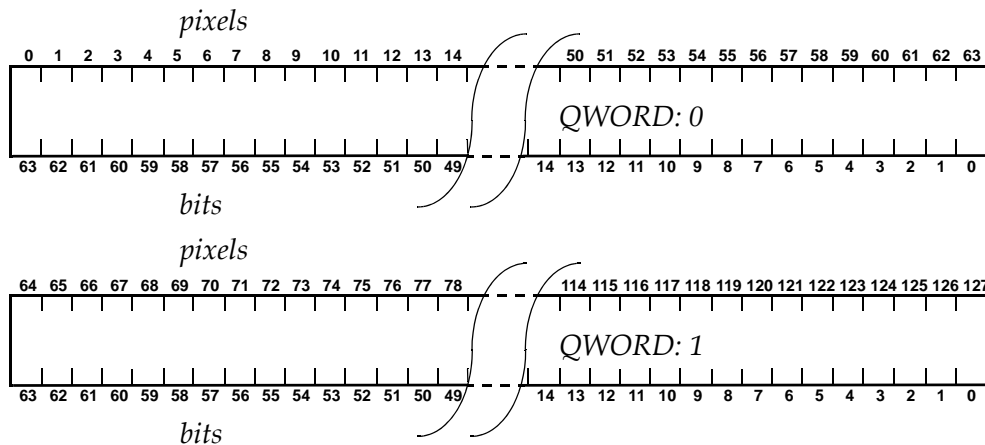 pixels
0 1 2 3 4 5 6 7 8 9 10 11 12 13 14 50 51 52 53 54 55 56 57 58 59 60 61 62 63
QWORD: 0
63 62 61 60 59 58 57 56 55 54 53 52 51 50 49 14 13 12 11 10 9 8 7 6 5 4 3 2 1 0
bits
pixels
64 65 66 67 68 69 70 71 72 73 74 75 76 77 78 114 115 116 117 118 119 120 121 122 123 124 125 126 127
QWORD: 1
63 62 61 60 59 58 57 56 55 54 53 52 51 50 49 14 13 12 11 10 9 8 7 6 5 4 3 2 1 0
bits